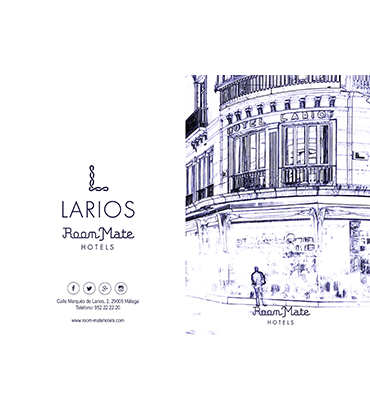 LARIOS
Room Mate
HOTELS
Calle Marqués de Larios, 2, 29005 Málaga
Teléfono: 952 22 22 20
www.room-matehotels.com
HOTEL LARIOS
Room Mate
HOTELS